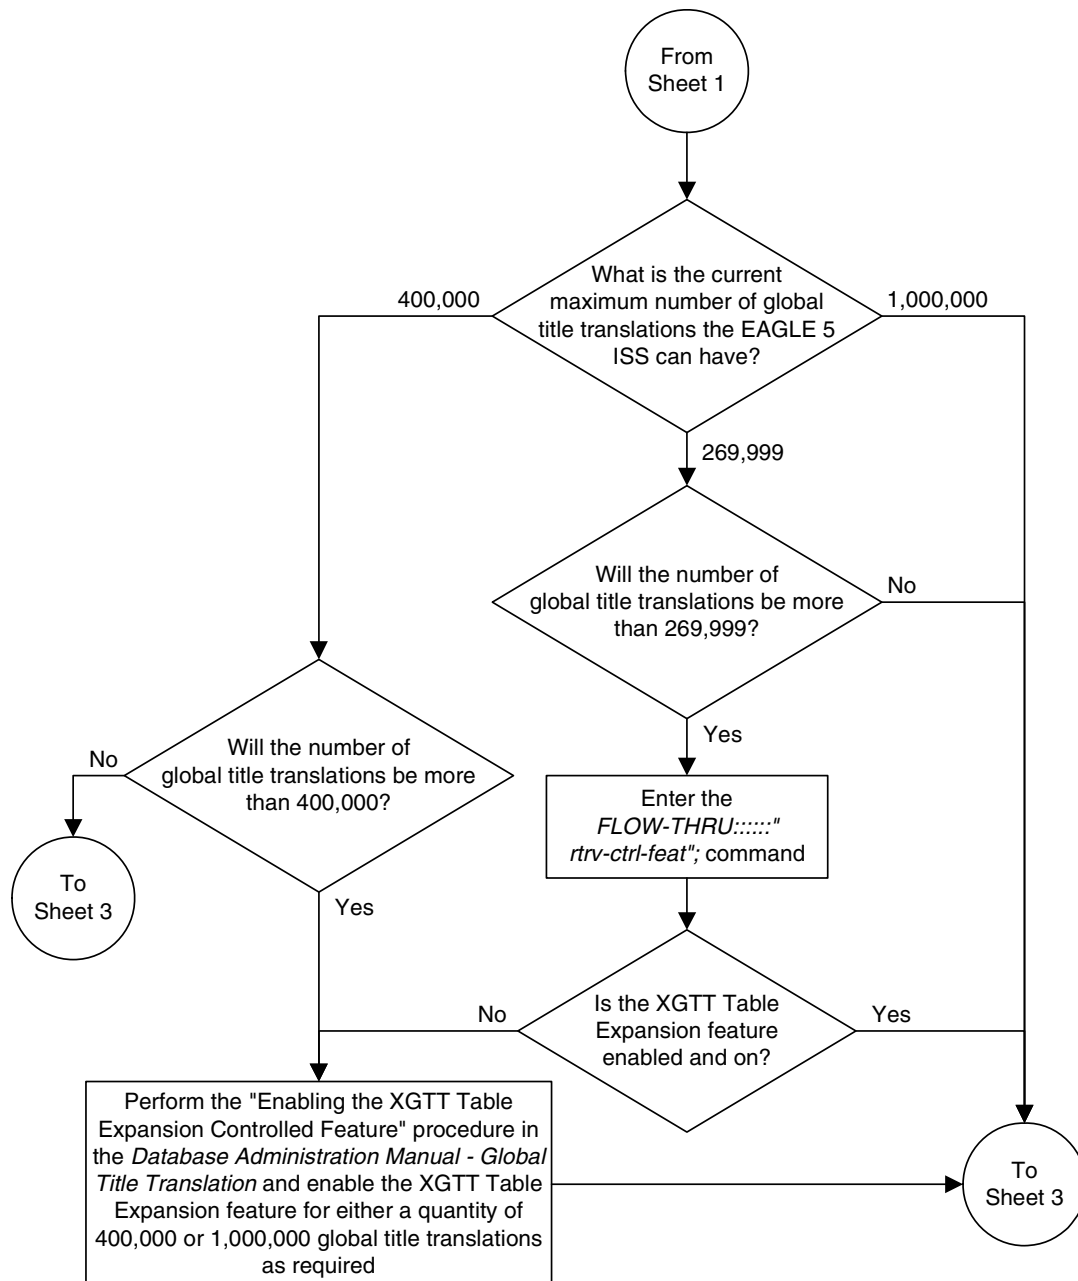 From
Sheet 1
What is the current
maximum number of global
title translations the EAGLE 5
ISS can have?
400,000
1,000,000
269,999
Will the number of
global title translations be more
than 269,999?
No
Yes
Will the number of
global title translations be more
than 400,000?
No
Yes
To
Sheet 3
Enter the
FLOW-THRU::::::"
rtrv-ctrl-feat"; command
Is the XGTT Table
Expansion feature
enabled and on?
No
Yes
Perform the "Enabling the XGTT Table
Expansion Controlled Feature" procedure in
the Database Administration Manual - Global
Title Translation and enable the XGTT Table
Expansion feature for either a quantity of
400,000 or 1,000,000 global title translations
as required
To
Sheet 3